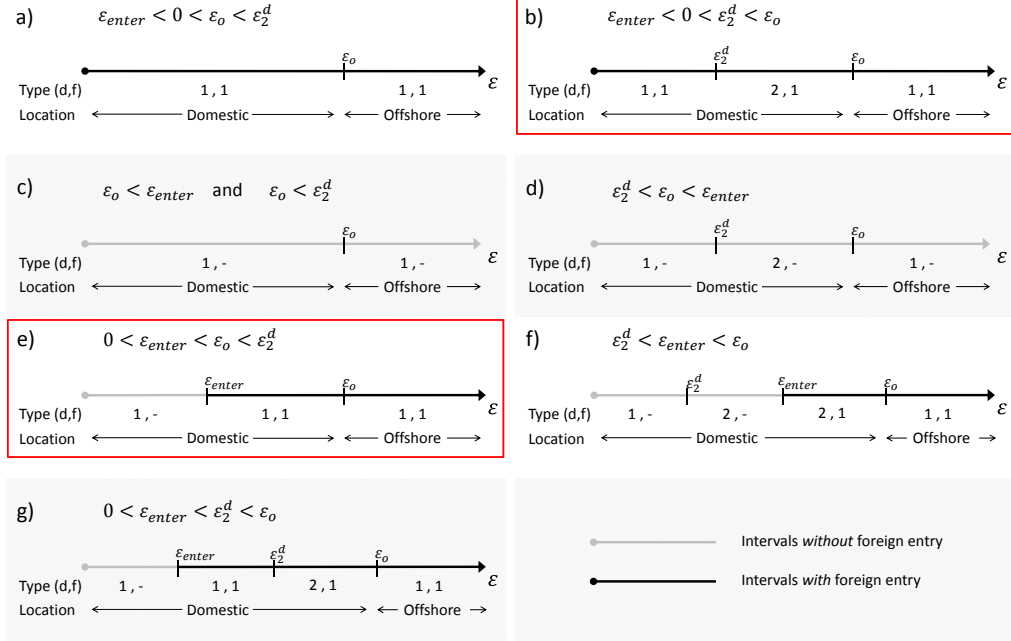 a) ε_enter < 0 < ε_o < ε_2^d
ε_o
ε
Type (d,f) 1 , 1 1 , 1
Location Domestic Offshore
b) ε_enter < 0 < ε_2^d < ε_o
ε_2^d ε_o
ε
Type (d,f) 1 , 1 2 , 1 1 , 1
Location Domestic Offshore
c) ε_o < ε_enter and ε_o < ε_2^d
ε_o
ε
Type (d,f) 1 , - 1 , -
Location Domestic Offshore
d) ε_2^d < ε_o < ε_enter
ε_2^d ε_o
ε
Type (d,f) 1 , - 2 , - 1 , -
Location Domestic Offshore
e) 0 < ε_enter < ε_o < ε_2^d
ε_enter ε_o
ε
Type (d,f) 1 , - 1 , 1 1 , 1
Location Domestic Offshore
f) ε_2^d < ε_enter < ε_o
ε_2^d ε_enter ε_o
ε
Type (d,f) 1 , - 2 , - 2 , 1 1 , 1
Location Domestic Offshore
g) 0 < ε_enter < ε_2^d < ε_o
ε_enter ε_2^d ε_o
ε
Type (d,f) 1 , - 1 , 1 2 , 1 1 , 1
Location Domestic Offshore
Intervals without foreign entry
Intervals with foreign entry